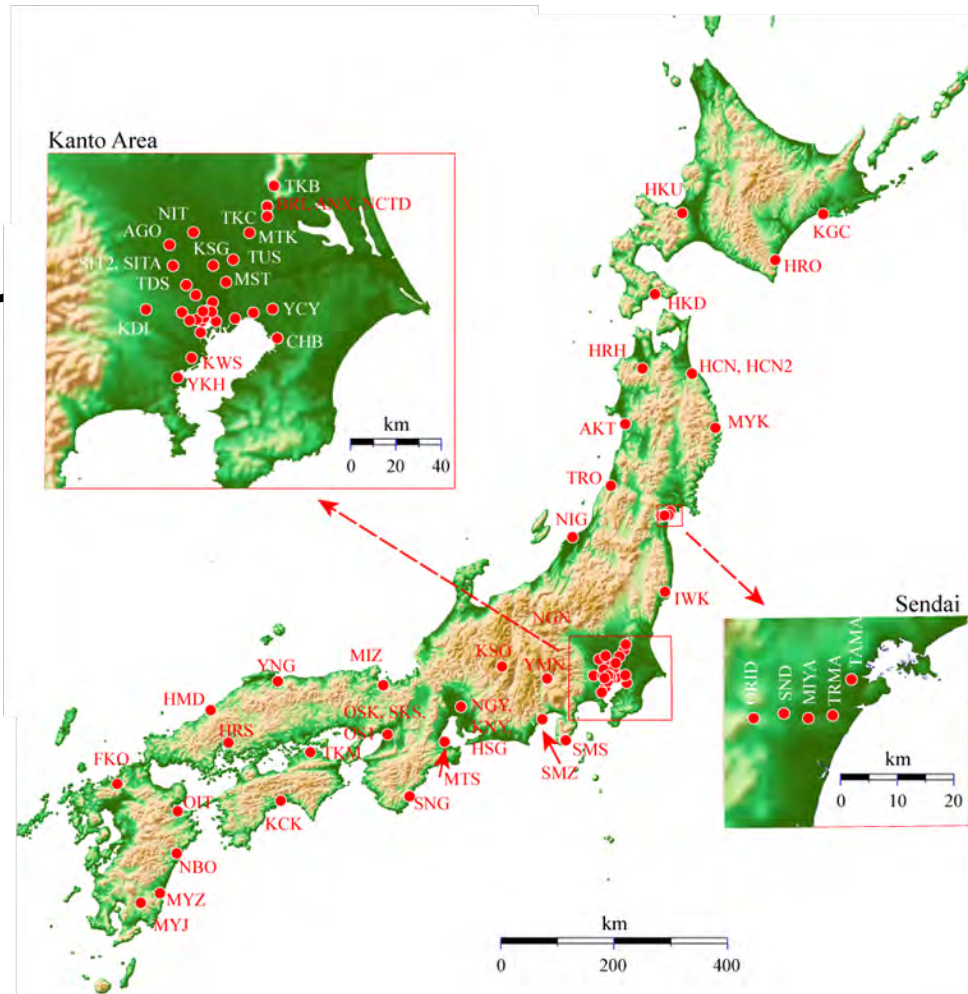 Kanto Area
TKB
BRI, ANX, NCTD
TKC
NIT
MTK
AGO
KSG
TUS
SIT2, SITA
MST
TDS
YCY
KDI
CHB
KWS
YKH
km
0 20 40
HKU
KGC
HRO
HKD
HRH
HCN, HCN2
AKT
MYK
TRO
NIG
IWK
Sendai
ORID
SND
MIYA
TRMA
TAMA
km
0 10 20
NGN
KSO
YMN
MIZ
YNG
HMD
NGY,
KNY,
HSG
OSK, SKS,
OST
HRS
TKM
FKO
MTS
SMZ
SMS
SNG
OIT
KCK
NBO
MYZ
MYJ
km
0 200 400